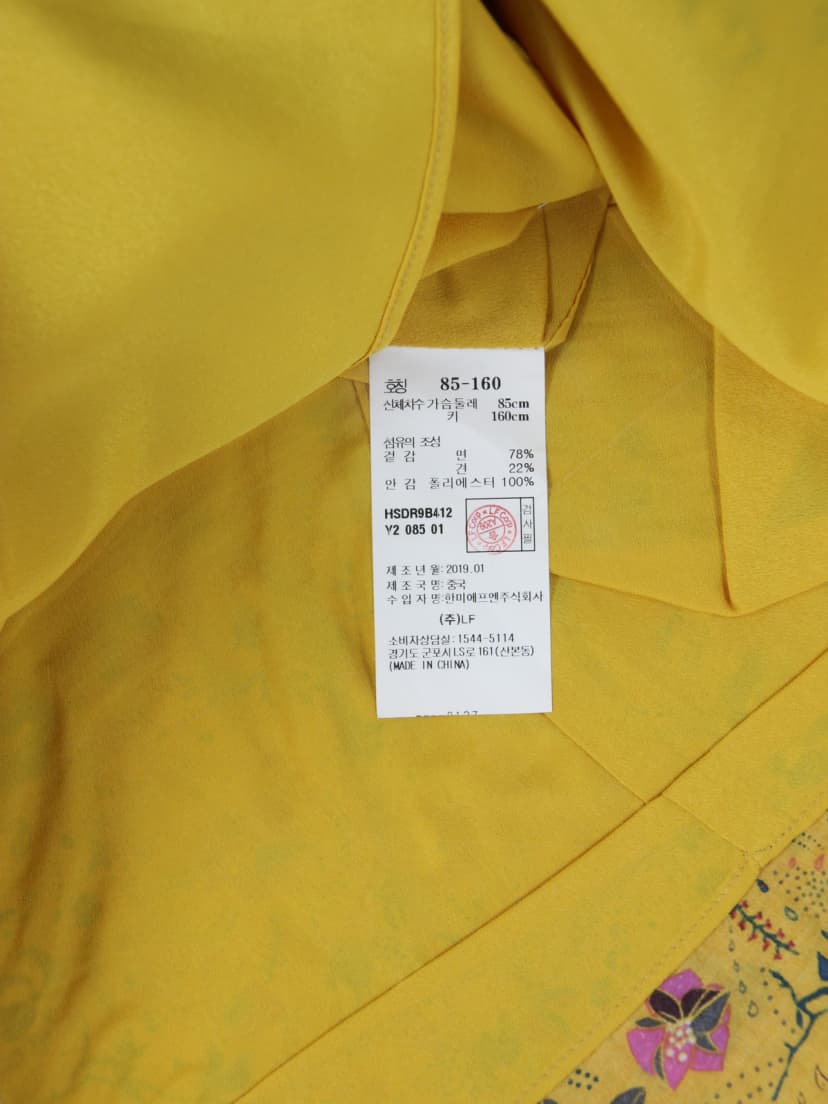 호칭 85-160
신체치수 가슴둘레 85cm
키 160cm
섬유의 조성
겉 감 면 78%
견 22%
안 감 폴리에스터 100%
HSDR9B412
Y2 085 01
LF Corp LF Corp
검사필
제 조 년 월: 2019.01
제 조 국 명: 중국
수 입 자 명:한미에프엔주식회사
(주)LF
소비자상담실: 1544-5114
경기도 군포시 LS로 161(산본동)
(MADE IN CHINA)